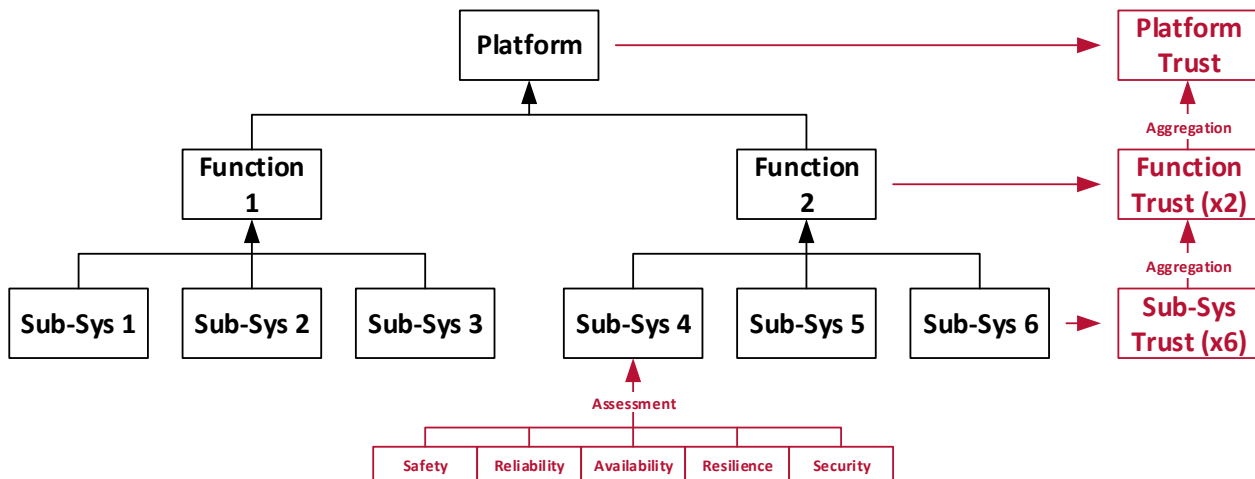 Platform
Platform
Trust
Aggregation
Function
1
Function
2
Function
Trust (x2)
Aggregation
Sub-Sys 1
Sub-Sys 2
Sub-Sys 3
Sub-Sys 4
Sub-Sys 5
Sub-Sys 6
Sub-Sys
Trust (x6)
Assessment
Safety
Reliability
Availability
Resilience
Security